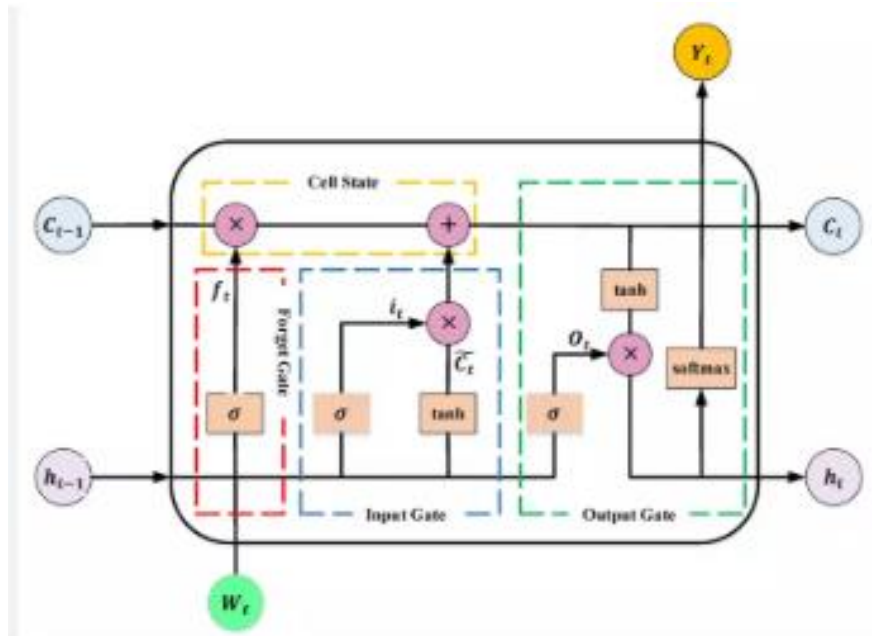 Y_t
Cell State
C_{t-1}
×
+
C_t
f_t
Forget Gate
i_t
×
C̃_t
tanh
O_t
×
softmax
σ
σ
tanh
σ
h_{t-1}
h_t
Input Gate
Output Gate
W_t